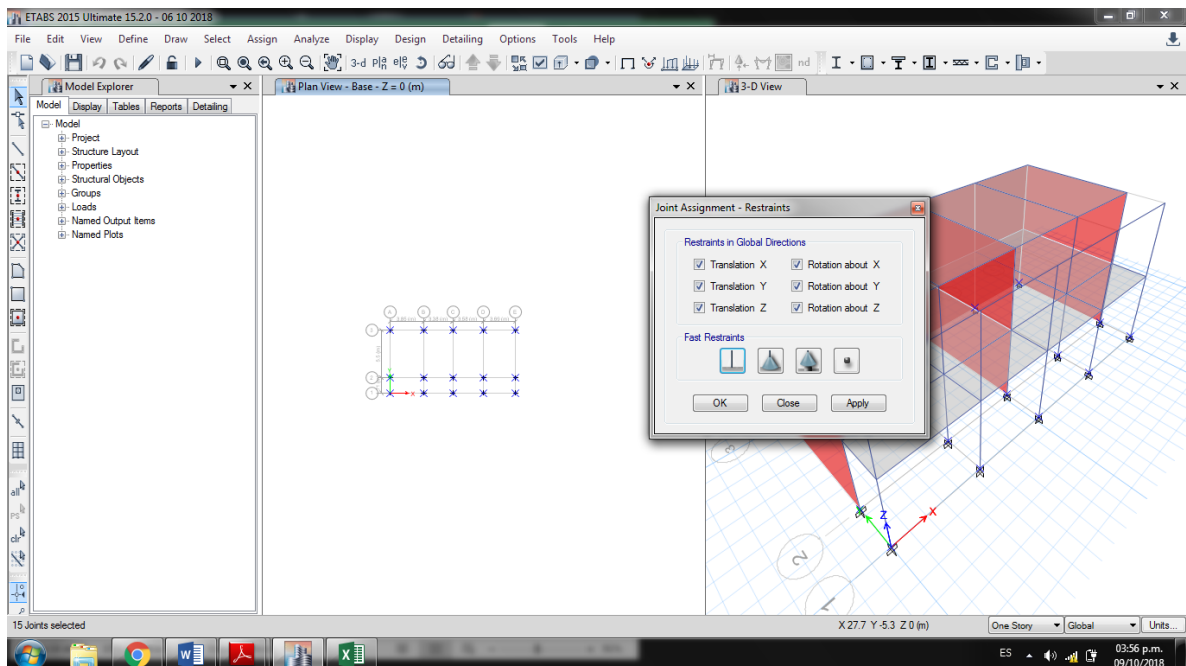 ETABS 2015 Ultimate 15.2.0 - 06 10 2018
File Edit View Define Draw Select Assign Analyze Display Design Detailing Options Tools Help
3-d
nd
Model Explorer
Model Display Tables Reports Detailing
Model
Project
Structure Layout
Properties
Structural Objects
Groups
Loads
Named Output Items
Named Plots
all
PS
clr
Plan View - Base - Z = 0 (m)
A B C D E
X
3-D View
Z
X
2
1
Joint Assignment - Restraints
Restraints in Global Directions
Translation X Rotation about X
Translation Y Rotation about Y
Translation Z Rotation about Z
Fast Restraints
OK Close Apply
15 Joints selected
X 27.7 Y -5.3 Z 0 (m)
One Story Global Units...
ES 03:56 p.m.
09/10/2018